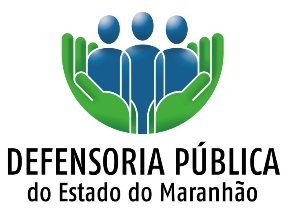 DEFENSORIA PÚBLICA
do Estado do Maranhão